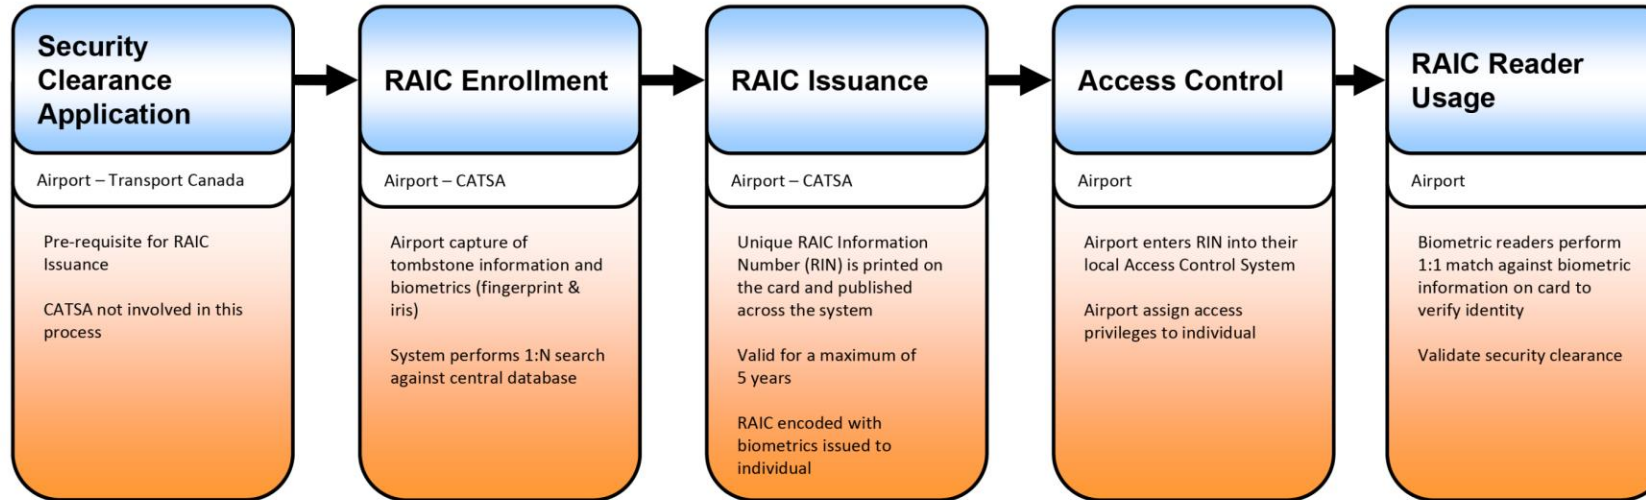 Security
Clearance
Application
Airport – Transport Canada
Pre-requisite for RAIC
Issuance
CATSA not involved in this
process
RAIC Enrollment
Airport – CATSA
Airport capture of
tombstone information and
biometrics (fingerprint &
iris)
System performs 1:N search
against central database
RAIC Issuance
Airport – CATSA
Unique RAIC Information
Number (RIN) is printed on
the card and published
across the system
Valid for a maximum of
5 years
RAIC encoded with
biometrics issued to
individual
Access Control
Airport
Airport enters RIN into their
local Access Control System
Airport assign access
privileges to individual
RAIC Reader
Usage
Airport
Biometric readers perform
1:1 match against biometric
information on card to
verify identity
Validate security clearance